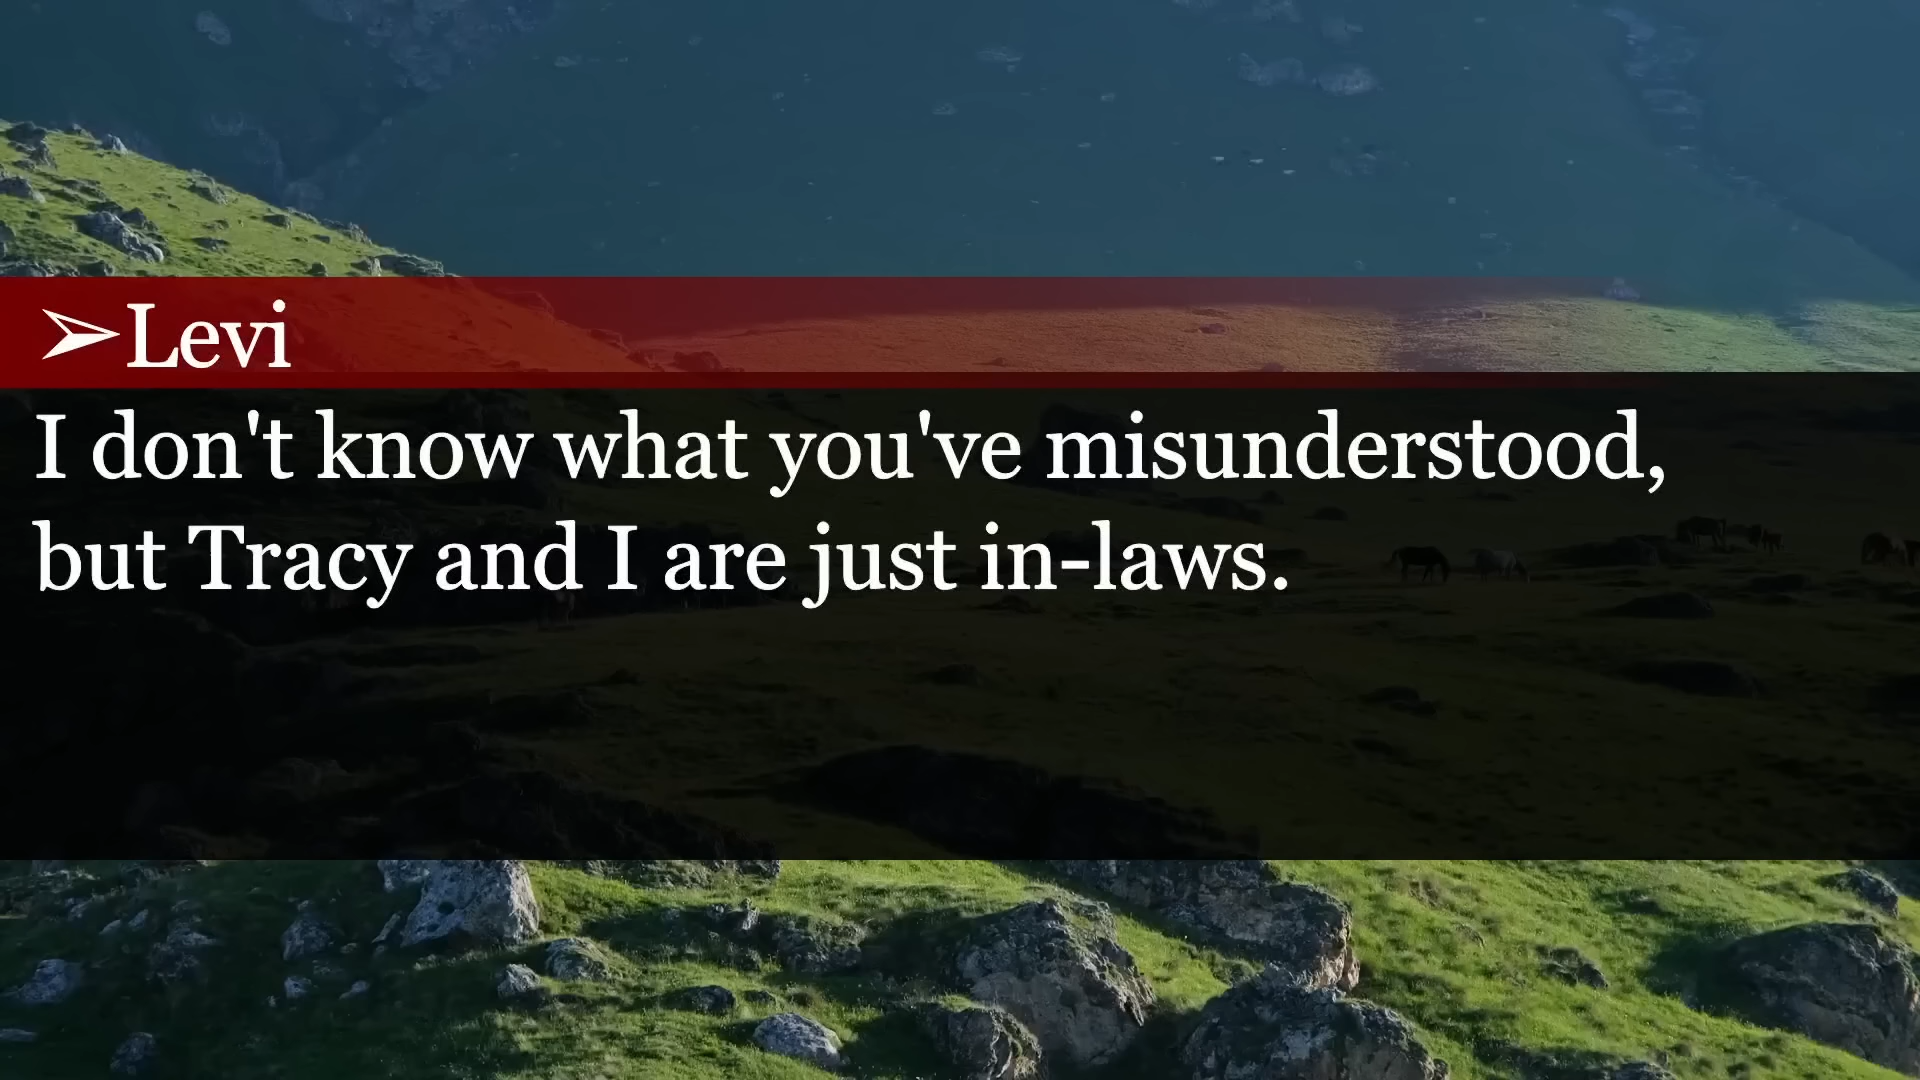 ➢Levi
I don't know what you've misunderstood,
but Tracy and I are just in-laws.